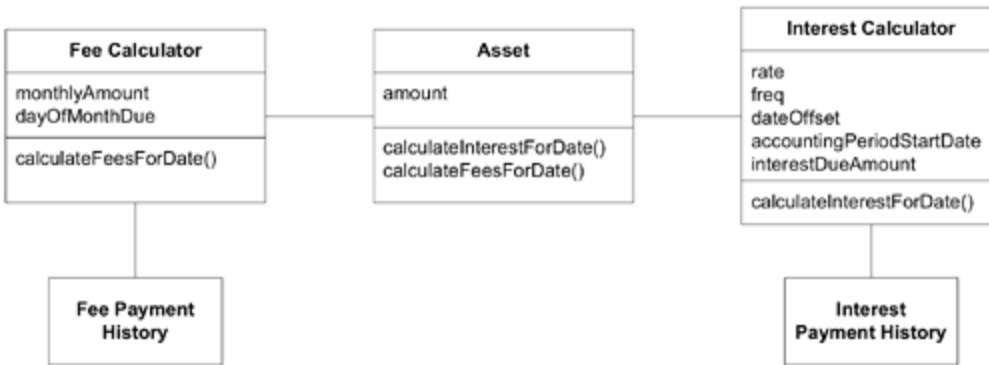 Fee Calculator
monthlyAmount
dayOfMonthDue
calculateFeesForDate()
Fee Payment
History
Asset
amount
calculateInterestForDate()
calculateFeesForDate()
Interest Calculator
rate
freq
dateOffset
accountingPeriodStartDate
interestDueAmount
calculateInterestForDate()
Interest
Payment History